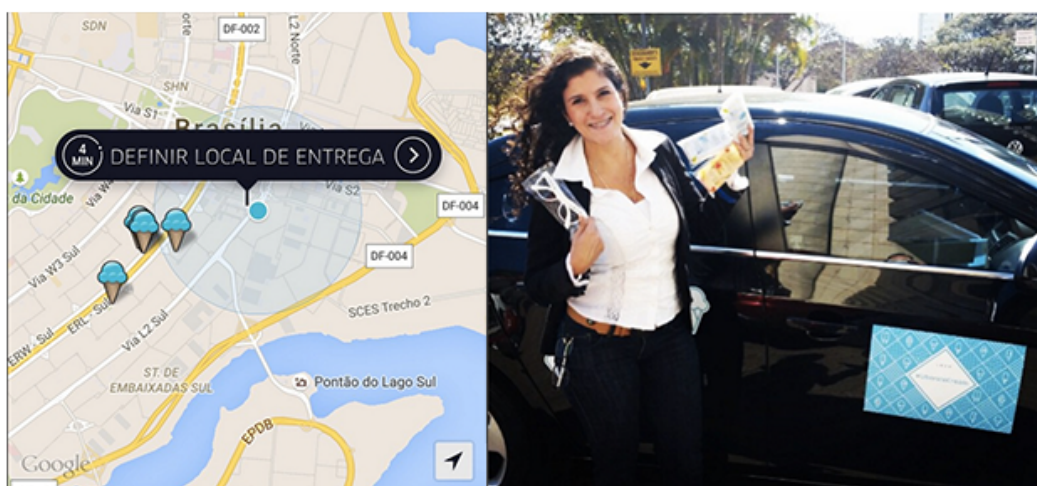 SDN
DF-002
L2 Norte
SHN
Via S1
Brasília
4
MIN
DEFINIR LOCAL DE ENTREGA
da Cidade
Via S2
DF-004
DF-004
Via W3 Sul
ERL - Sul
SCES Trecho 2
ERW - Sul
Via L2 Sul
ST. DE
EMBAIXADAS SUL
Pontão do Lago Sul
EPDB
Google